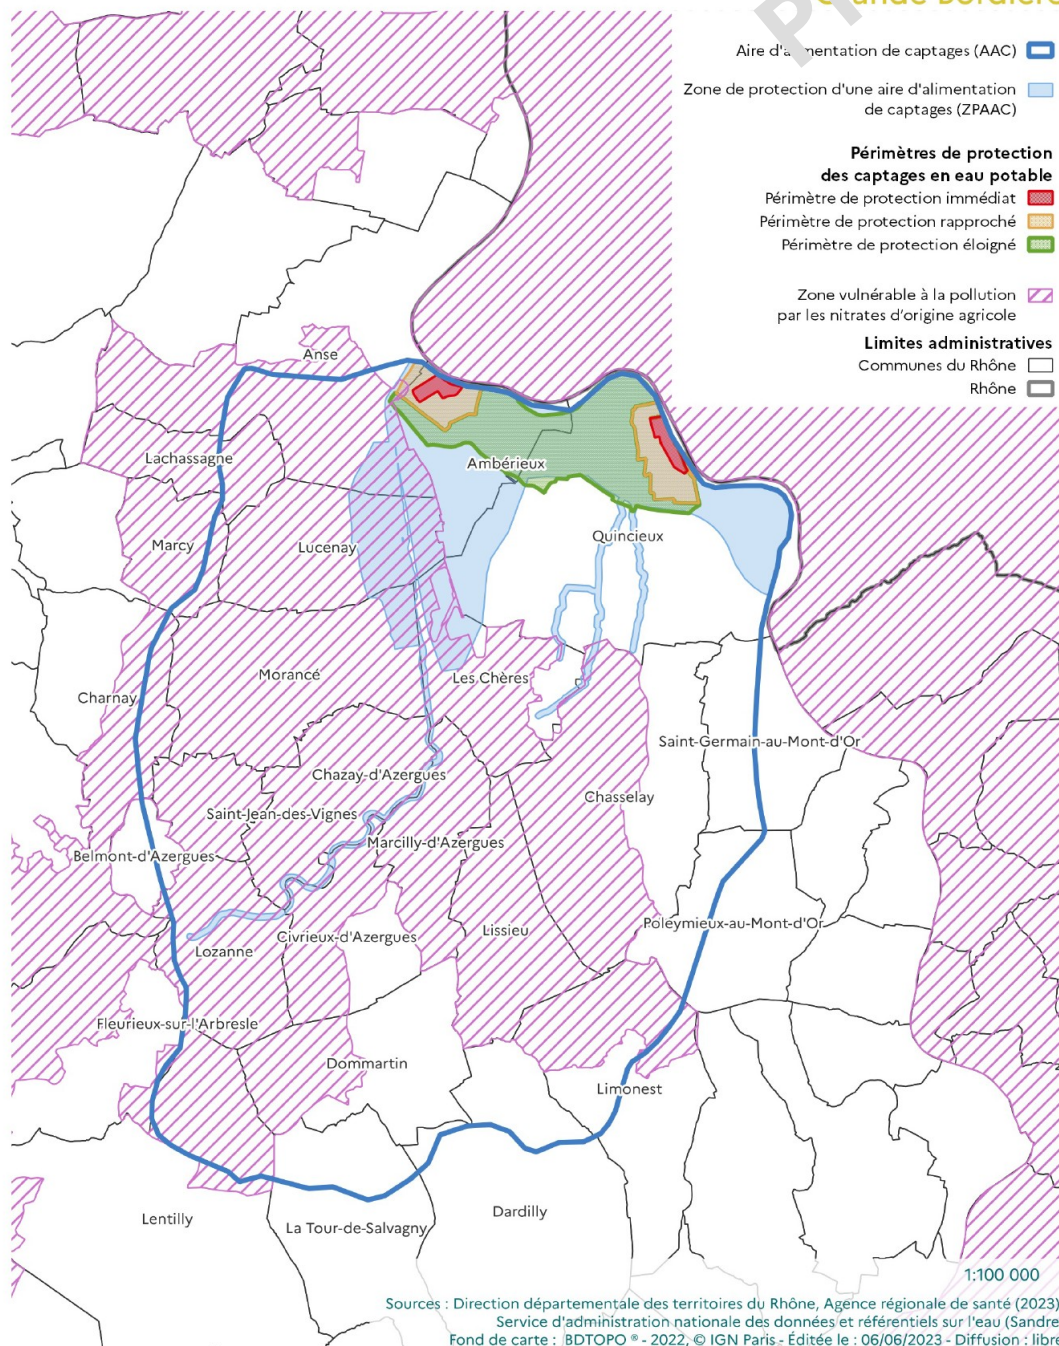 Grande Bordière
Aire d'alimentation de captages (AAC)
Zone de protection d'une aire d'alimentation
de captages (ZPAAC)
Périmètres de protection
des captages en eau potable
Périmètre de protection immédiat
Périmètre de protection rapproché
Périmètre de protection éloigné
Zone vulnérable à la pollution
par les nitrates d'origine agricole
Limites administratives
Communes du Rhône
Rhône
Anse
Lachassagne
Ambérieux
Quincieux
Marcy
Lucenay
Morancé
Les Chères
Charnay
Saint-Germain-au-Mont-d'Or
Chazay-d'Azergues
Chasselay
Saint-Jean-des-Vignes
Marcilly-d'Azergues
Belmont-d'Azergues
Poleymieux-au-Mont-d'Or
Lissieu
Civrieux-d'Azergues
Lozanne
Fleurieux-sur-l'Arbresle
Dommartin
Limonest
Lentilly
La Tour-de-Salvagny
Dardilly
1:100 000
Sources : Direction départementale des territoires du Rhône, Agence régionale de santé (2023)
Service d'administration nationale des données et référentiels sur l'eau (Sandre
Fond de carte : BDTOPO ® - 2022, © IGN Paris - Éditée le : 06/06/2023 - Diffusion : libre